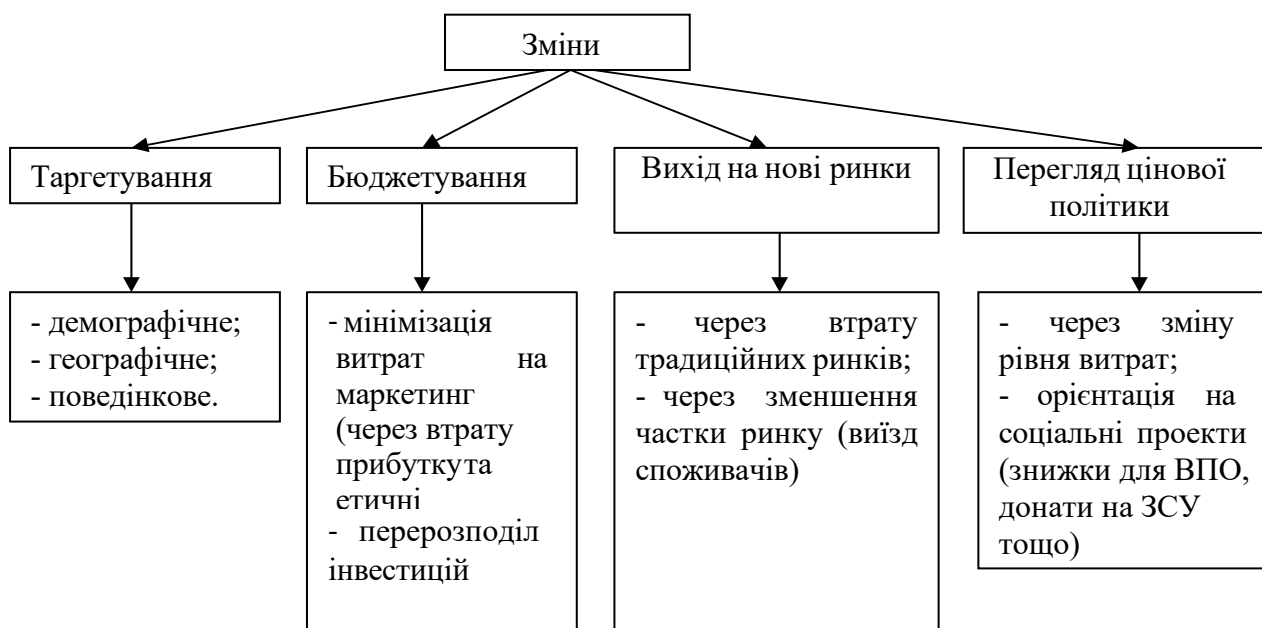 Зміни
Таргетування
Бюджетування
Вихід на нові ринки
Перегляд цінової
політики
- демографічне;
- географічне;
- поведінкове.
- мінімізація
витрат на
маркетинг
(через втрату
прибуткута
етичні
- перерозподіл
інвестицій
- через втрату
традиційних ринків;
- через зменшення
частки ринку (виїзд
споживачів)
- через зміну
рівня витрат;
- орієнтація на
соціальні проекти
(знижки для ВПО,
донати на ЗСУ
тощо)